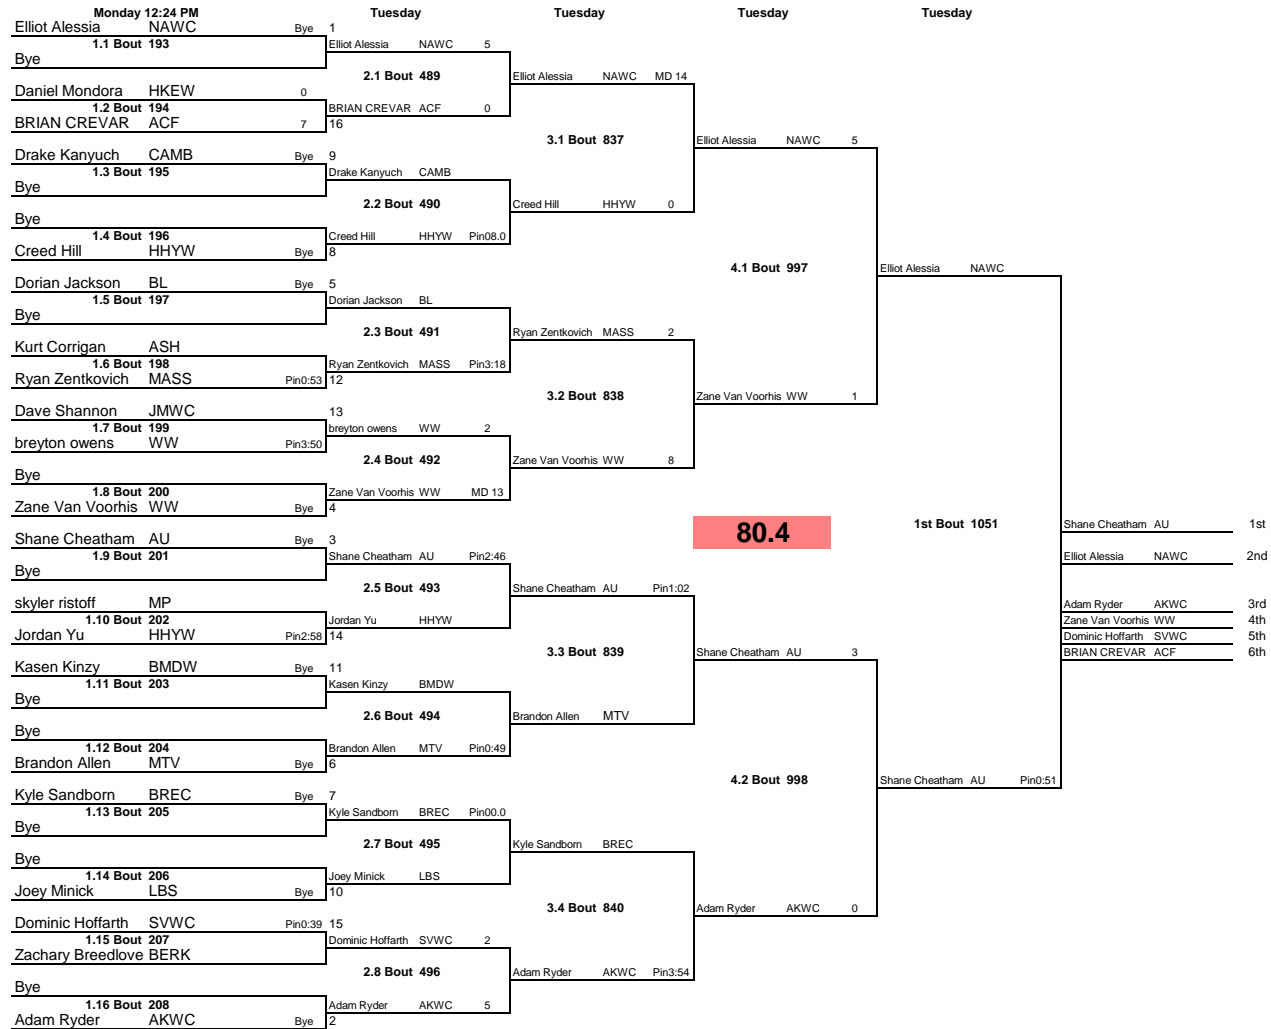 Monday 12:24 PM Tuesday Tuesday Tuesday Tuesday
Elliot Alessia NAWC Bye 1
1.1 Bout 193
Bye
Elliot Alessia NAWC 5
2.1 Bout 489
Elliot Alessia NAWC MD 14
Daniel Mondora HKEW 0
1.2 Bout 194
BRIAN CREVAR ACF 7 16
BRIAN CREVAR ACF 0
3.1 Bout 837
Elliot Alessia NAWC 5
Drake Kanyuch CAMB Bye 9
1.3 Bout 195
Bye
Drake Kanyuch CAMB
2.2 Bout 490
Creed Hill HHYW 0
Bye
1.4 Bout 196
Creed Hill HHYW Bye 8
Creed Hill HHYW Pin08.0
4.1 Bout 997
Elliot Alessia NAWC
Dorian Jackson BL Bye 5
1.5 Bout 197
Bye
Dorian Jackson BL
2.3 Bout 491
Ryan Zentkovich MASS 2
Kurt Corrigan ASH
1.6 Bout 198
Ryan Zentkovich MASS Pin0:53 12
Ryan Zentkovich MASS Pin3:18
3.2 Bout 838
Zane Van Voorhis WW 1
Dave Shannon JMWC 13
1.7 Bout 199
breyton owens WW Pin3:50
breyton owens WW 2
2.4 Bout 492
Zane Van Voorhis WW 8
Bye
1.8 Bout 200
Zane Van Voorhis WW Bye 4
Zane Van Voorhis WW MD 13
80.4
1st Bout 1051
Shane Cheatham AU 1st
Elliot Alessia NAWC 2nd
Adam Ryder AKWC 3rd
Zane Van Voorhis WW 4th
Dominic Hoffarth SVWC 5th
BRIAN CREVAR ACF 6th
Shane Cheatham AU Bye 3
1.9 Bout 201
Bye
Shane Cheatham AU Pin2:46
2.5 Bout 493
Shane Cheatham AU Pin1:02
skyler ristoff MP
1.10 Bout 202
Jordan Yu HHYW Pin2:58 14
Jordan Yu HHYW
3.3 Bout 839
Shane Cheatham AU 3
Kasen Kinzy BMDW Bye 11
1.11 Bout 203
Bye
Kasen Kinzy BMDW
2.6 Bout 494
Brandon Allen MTV
Bye
1.12 Bout 204
Brandon Allen MTV Bye 6
Brandon Allen MTV Pin0:49
4.2 Bout 998
Shane Cheatham AU Pin0:51
Kyle Sandborn BREC Bye 7
1.13 Bout 205
Bye
Kyle Sandborn BREC Pin00.0
2.7 Bout 495
Kyle Sandborn BREC
Bye
1.14 Bout 206
Joey Minick LBS Bye 10
Joey Minick LBS
3.4 Bout 840
Adam Ryder AKWC 0
Dominic Hoffarth SVWC Pin0:39 15
1.15 Bout 207
Zachary Breedlove BERK
Dominic Hoffarth SVWC 2
2.8 Bout 496
Adam Ryder AKWC Pin3:54
Bye
1.16 Bout 208
Adam Ryder AKWC Bye 2
Adam Ryder AKWC 5